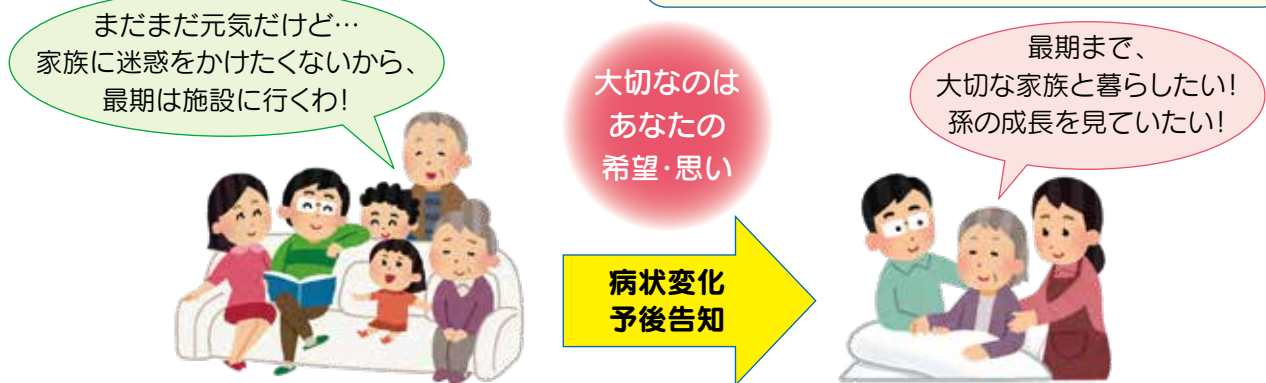 まだまだ元気だけど…
家族に迷惑をかけたくないから、
最期は施設に行くわ!
大切なのは
あなたの
希望・思い
病状変化
予後告知
最期まで、
大切な家族と暮らしたい!
孫の成長を見ていたい!